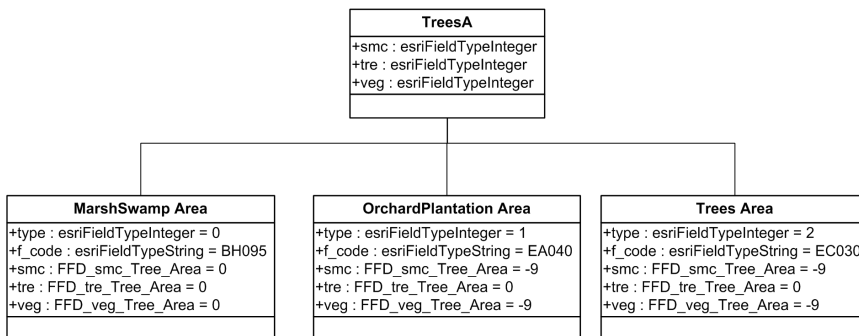 TreesA
+smc : esriFieldTypeInteger
+tre : esriFieldTypeInteger
+veg : esriFieldTypeInteger
MarshSwamp Area
+type : esriFieldTypeInteger = 0
+f_code : esriFieldTypeString = BH095
+smc : FFD_smc_Tree_Area = 0
+tre : FFD_tre_Tree_Area = 0
+veg : FFD_veg_Tree_Area = 0
OrchardPlantation Area
+type : esriFieldTypeInteger = 1
+f_code : esriFieldTypeString = EA040
+smc : FFD_smc_Tree_Area = -9
+tre : FFD_tre_Tree_Area = 0
+veg : FFD_veg_Tree_Area = -9
Trees Area
+type : esriFieldTypeInteger = 2
+f_code : esriFieldTypeString = EC030
+smc : FFD_smc_Tree_Area = -9
+tre : FFD_tre_Tree_Area = 0
+veg : FFD_veg_Tree_Area = -9